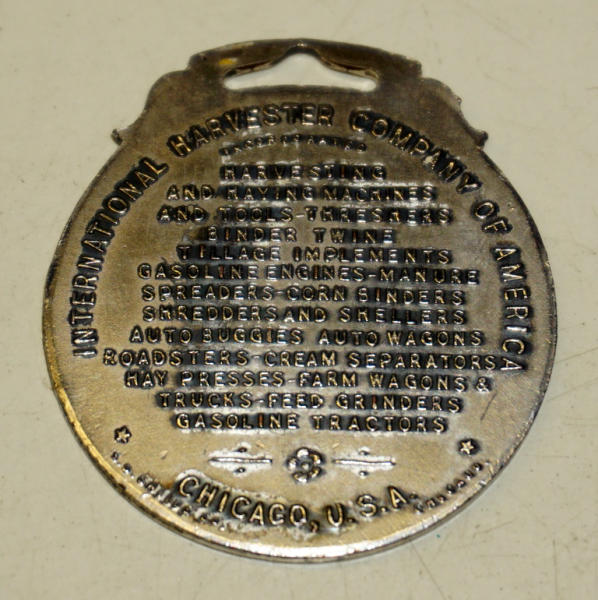 INTERNATIONAL HARVESTER COMPANY OF AMERICA
INCORPORATED
HARVESTING
AND HAYING MACHINES
AND TOOLS-THRESHERS
BINDER TWINE
TILLAGE IMPLEMENTS
GASOLINE ENGINES-MANURE
SPREADERS-CORN BINDERS
SHREDDERS AND SHELLERS
AUTO BUGGIES AUTO WAGONS
ROADSTERS-CREAM SEPARATORS
HAY PRESSES-FARM WAGONS &
TRUCKS-FEED GRINDERS
GASOLINE TRACTORS
CHICAGO, U.S.A.